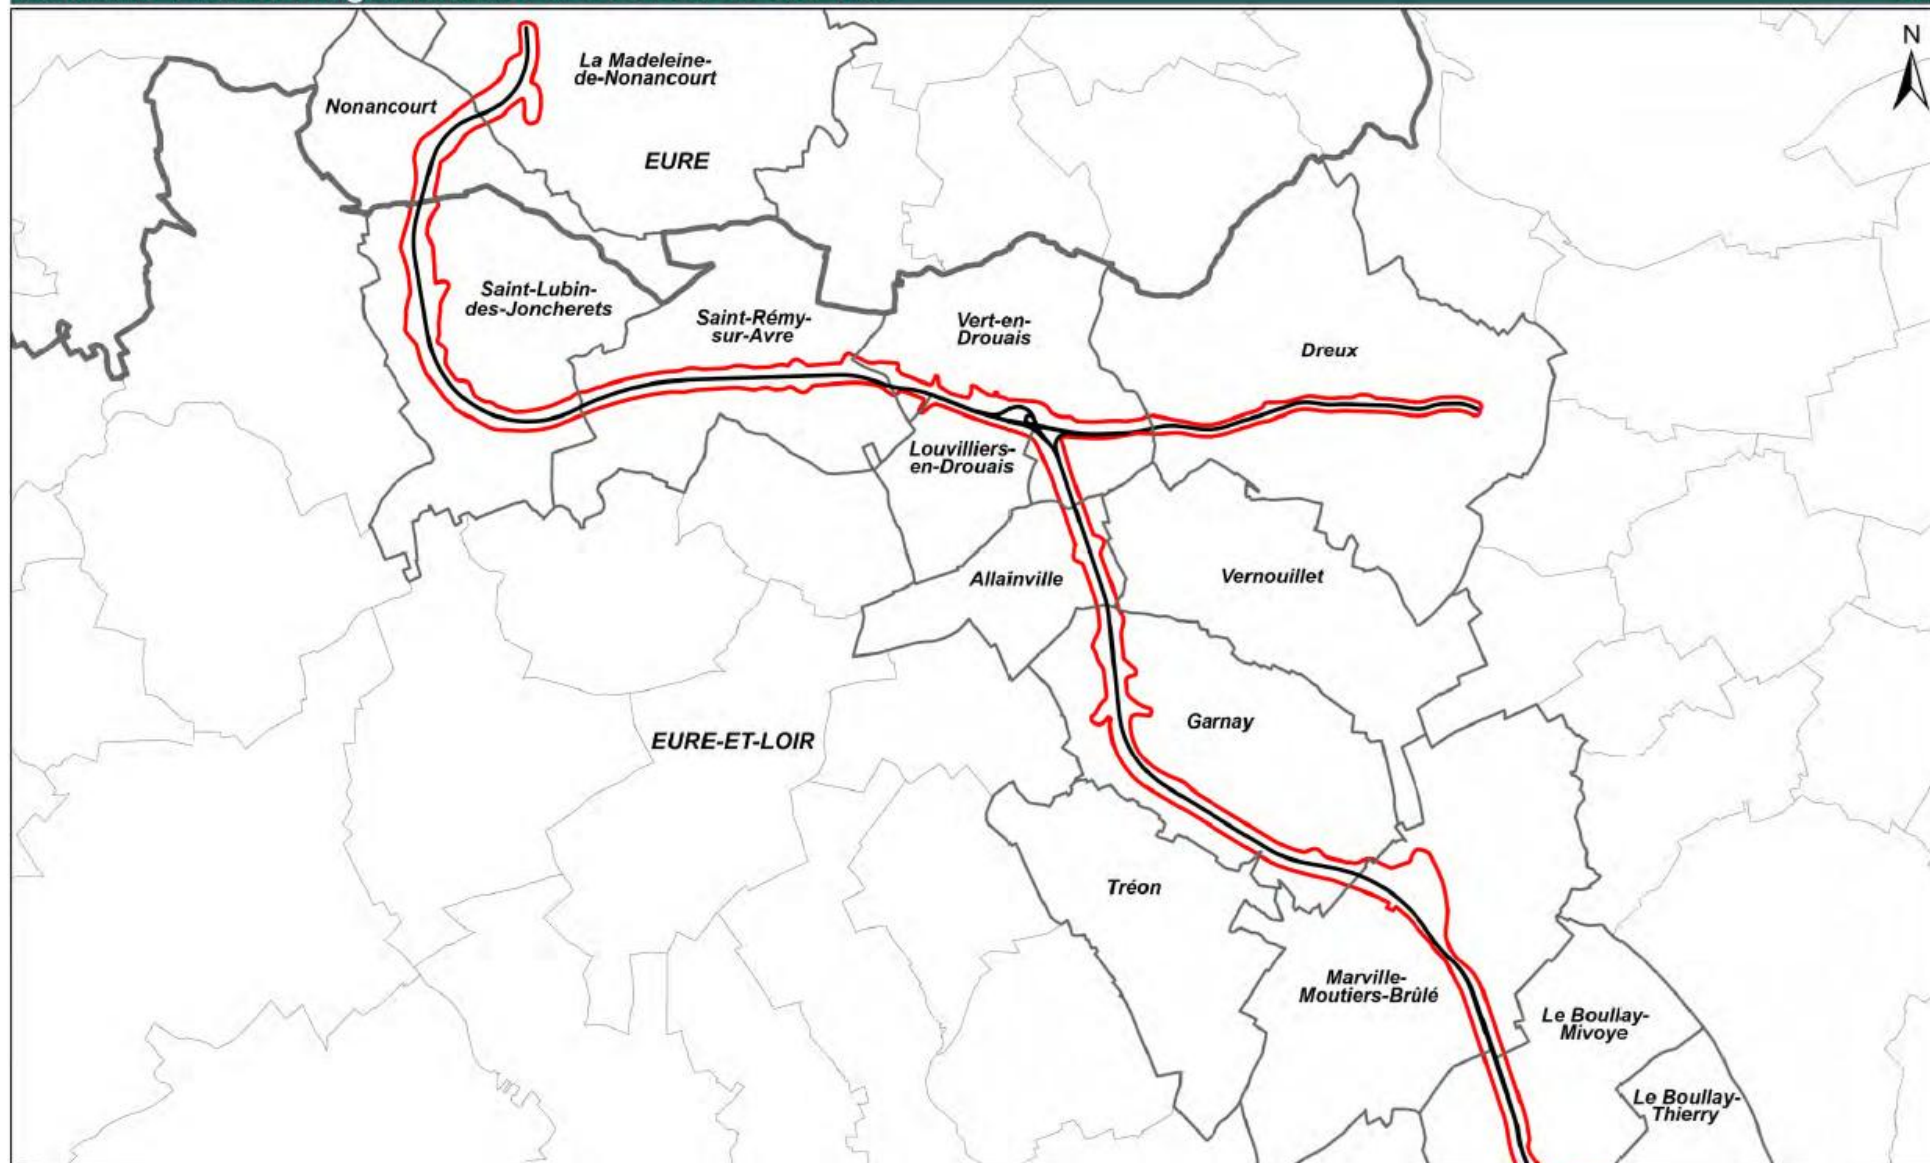 N
La Madeleine-
de-Nonancourt
Nonancourt
EURE
Saint-Lubin-
des-Joncherets
Saint-Rémy-
sur-Avre
Vert-en-
Drouais
Dreux
Louvilliers-
en-Drouais
Allainville
Vernouillet
Garnay
EURE-ET-LOIR
Tréon
Marville-
Moutiers-Brûlé
Le Boullay-
Mivoye
Le Boullay-
Thierry